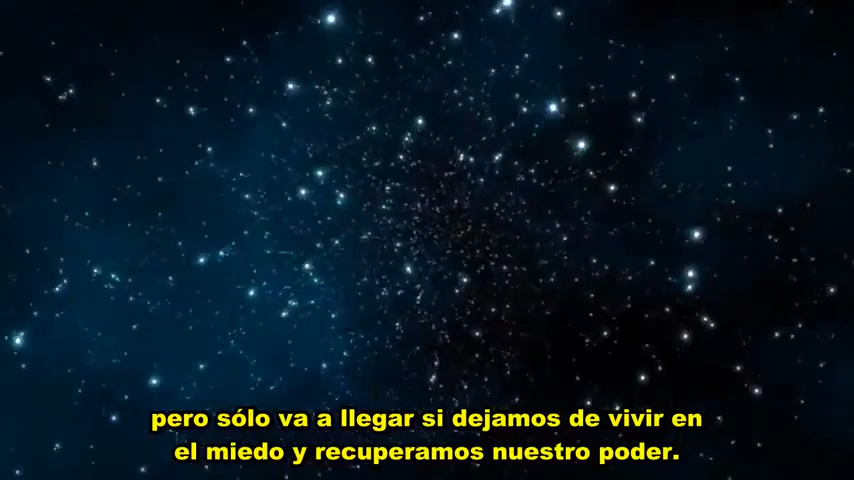 pero sólo va a llegar si dejamos de vivir en
el miedo y recuperamos nuestro poder.